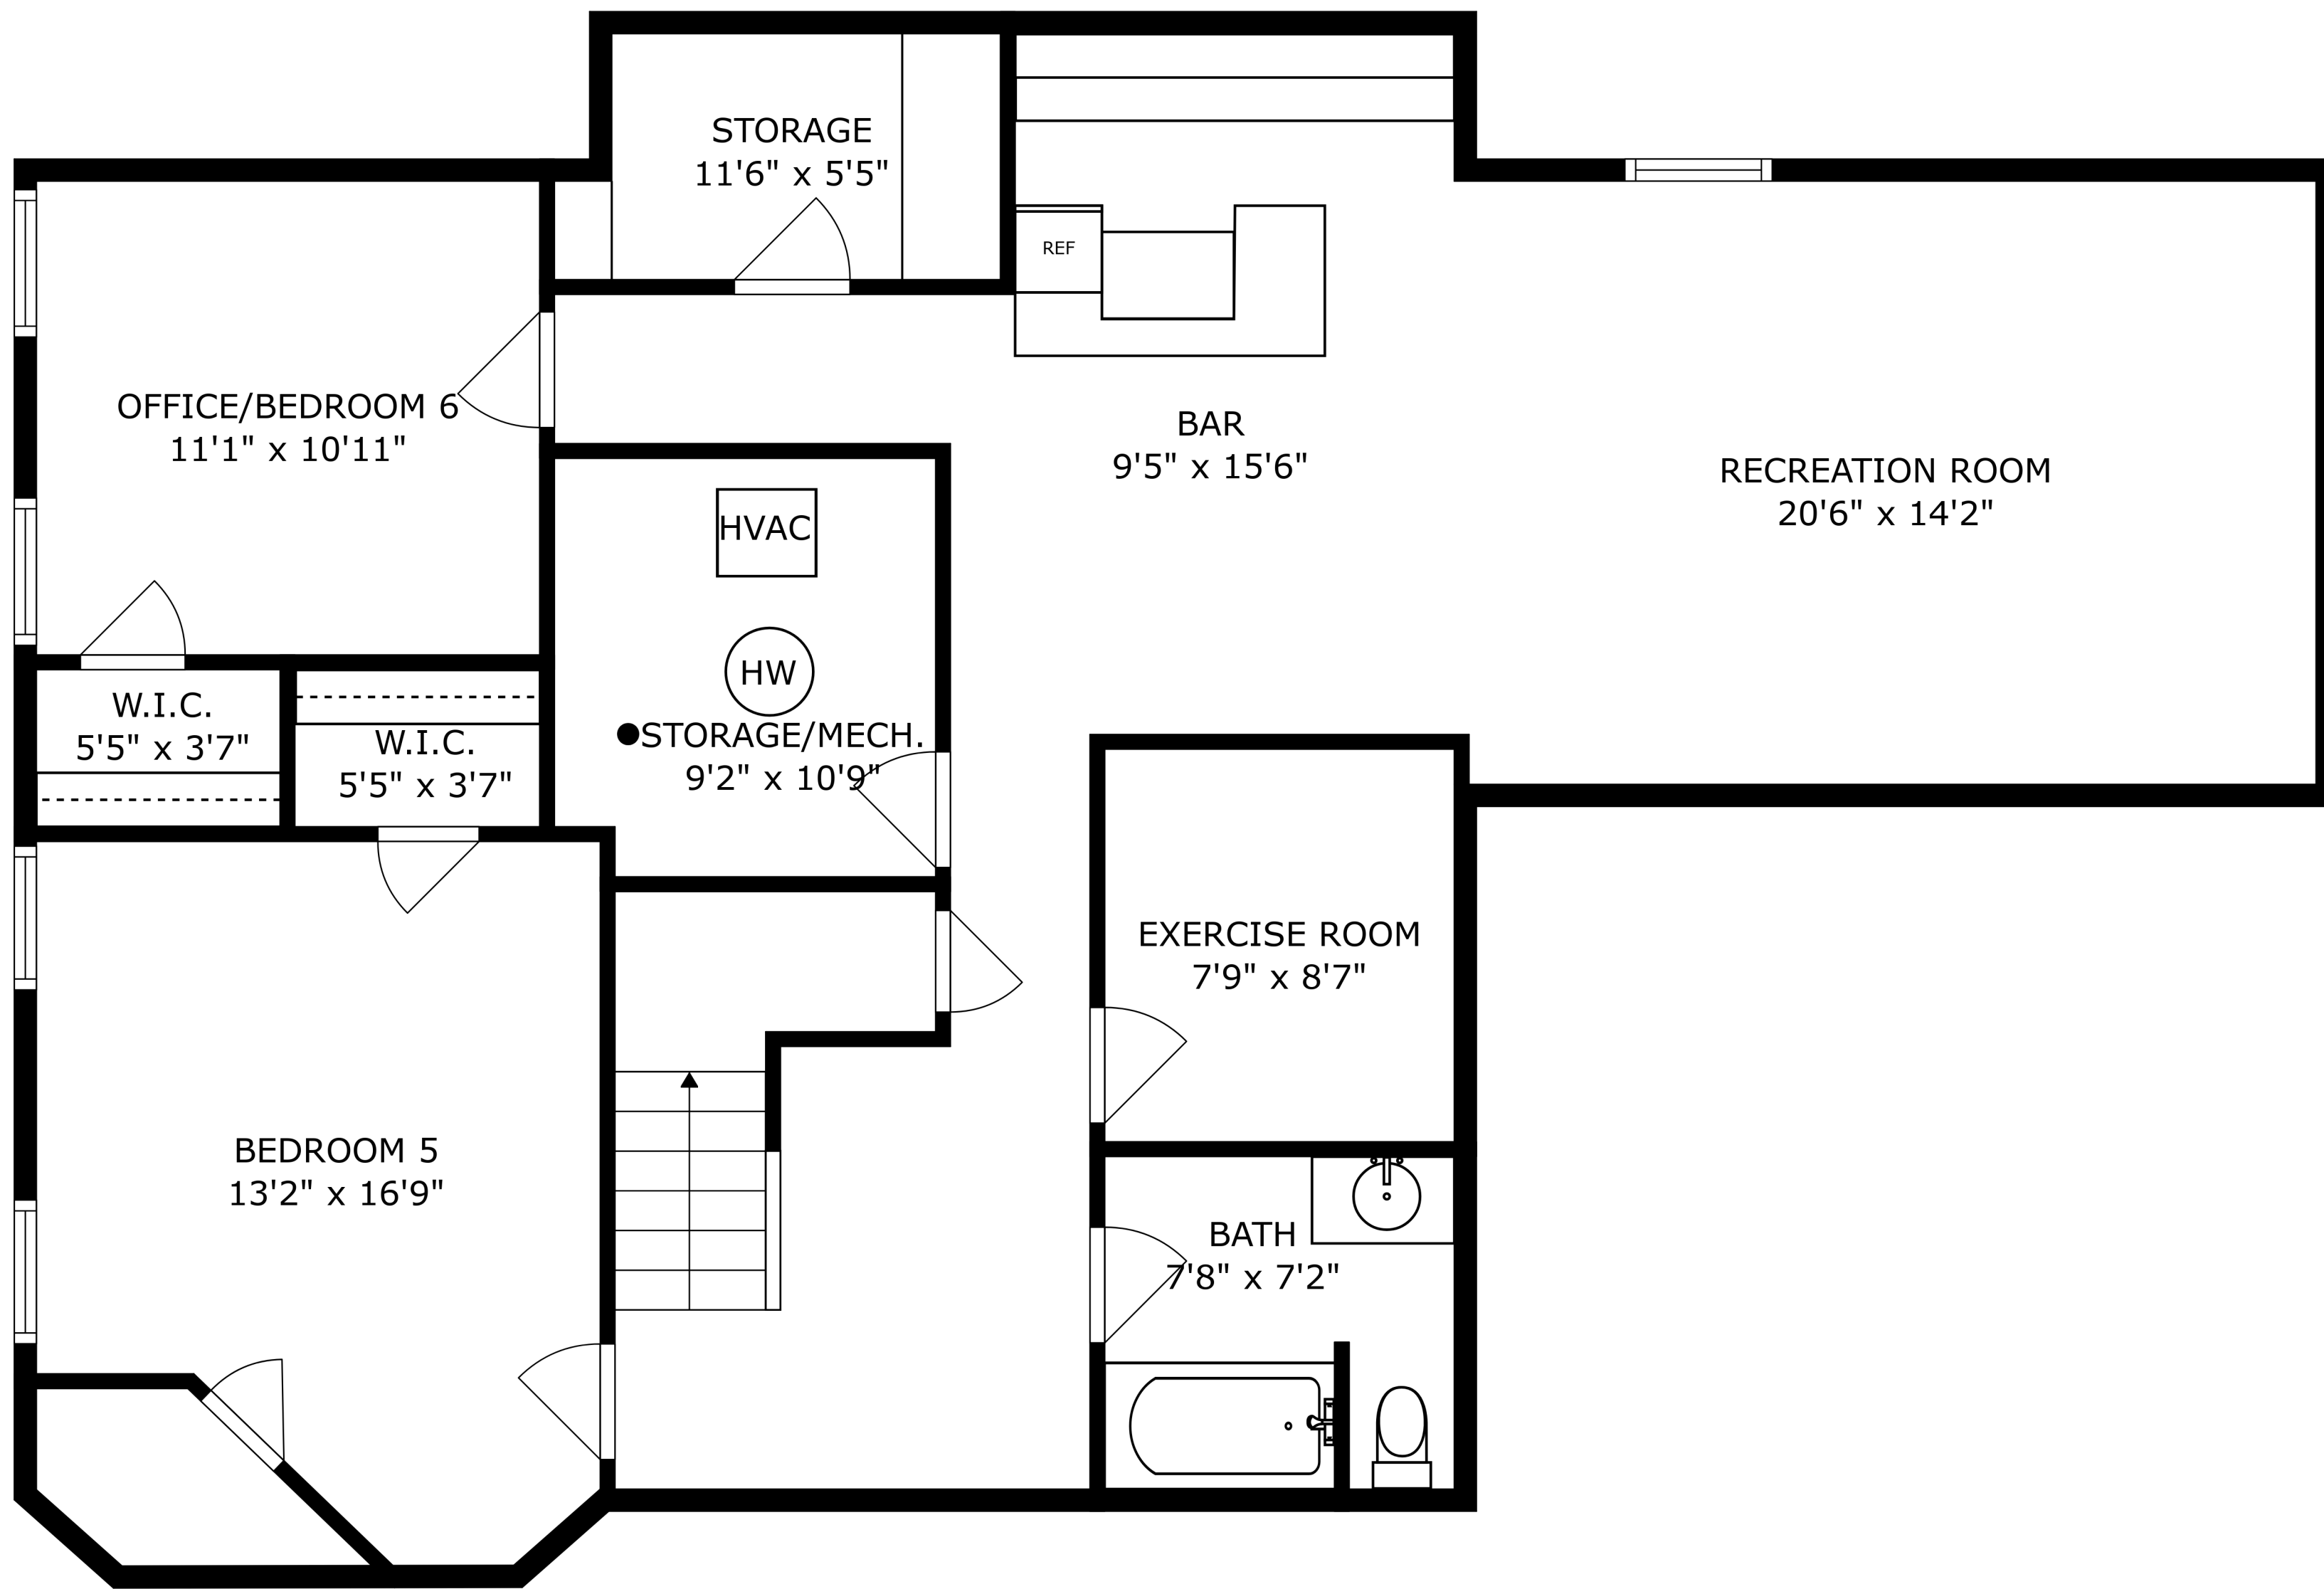 STORAGE
11'6" x 5'5"
REF
OFFICE/BEDROOM 6
11'1" x 10'11"
BAR
9'5" x 15'6"
RECREATION ROOM
20'6" x 14'2"
HVAC
HW
W.I.C.
5'5" x 3'7"
W.I.C.
5'5" x 3'7"
STORAGE/MECH.
9'2" x 10'9"
EXERCISE ROOM
7'9" x 8'7"
BEDROOM 5
13'2" x 16'9"
BATH
7'8" x 7'2"